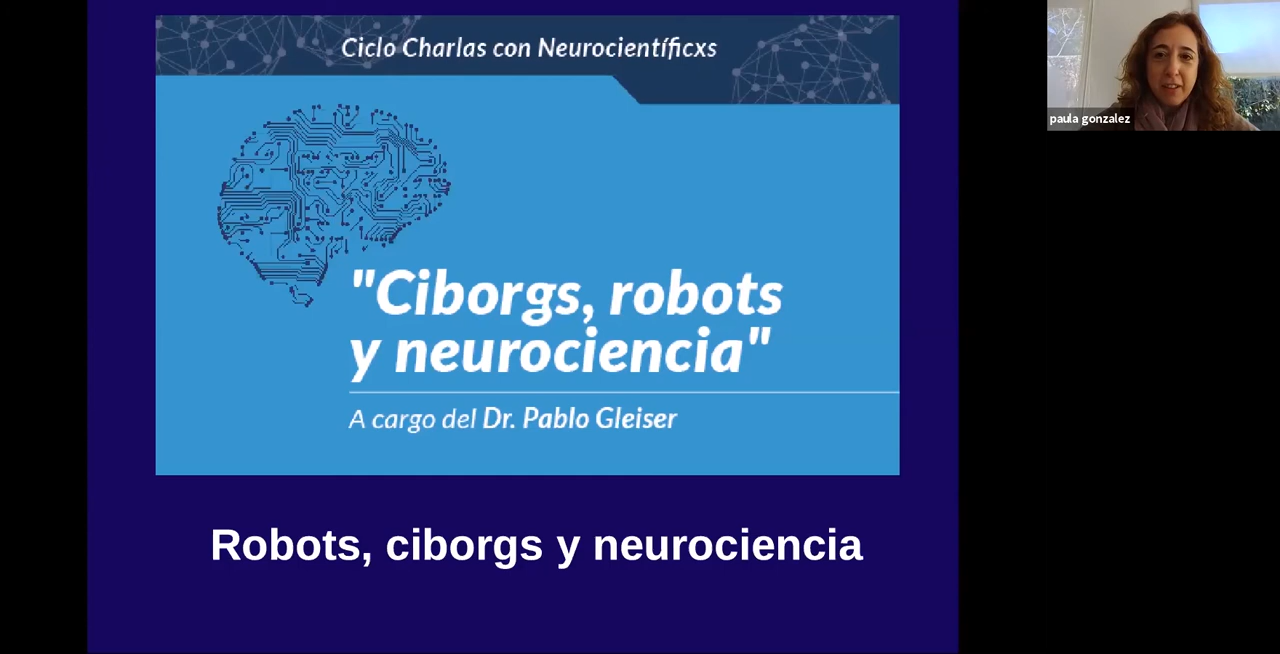 Ciclo Charlas con Neurocientíficxs
"Ciborgs, robots
y neurociencia"
A cargo del Dr. Pablo Gleiser
Robots, ciborgs y neurociencia
paula gonzalez